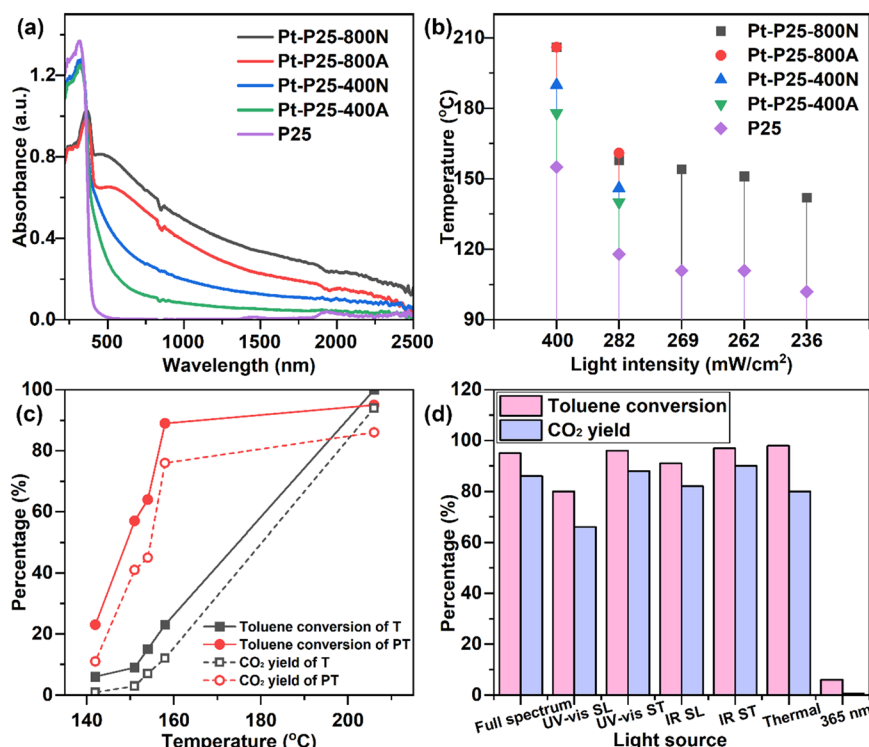 (a)
Pt-P25-800N
Pt-P25-800A
Pt-P25-400N
Pt-P25-400A
P25
Absorbance (a.u.)
1.2
0.8
0.4
0.0
500 1000 1500 2000 2500
Wavelength (nm)
(b)
Pt-P25-800N
Pt-P25-800A
Pt-P25-400N
Pt-P25-400A
P25
Temperature (°C)
210
180
150
120
90
400 282 269 262 236
Light intensity (mW/cm²)
(c)
Percentage (%)
100
80
60
40
20
0
Toluene conversion of T
Toluene conversion of PT
CO₂ yield of T
CO₂ yield of PT
140 160 180 200
Temperature (°C)
(d)
Toluene conversion
CO₂ yield
Percentage (%)
120
100
80
60
40
20
0
Full spectrum UV-vis SL UV-vis ST IR SL IR ST Thermal 365 nm
Light source